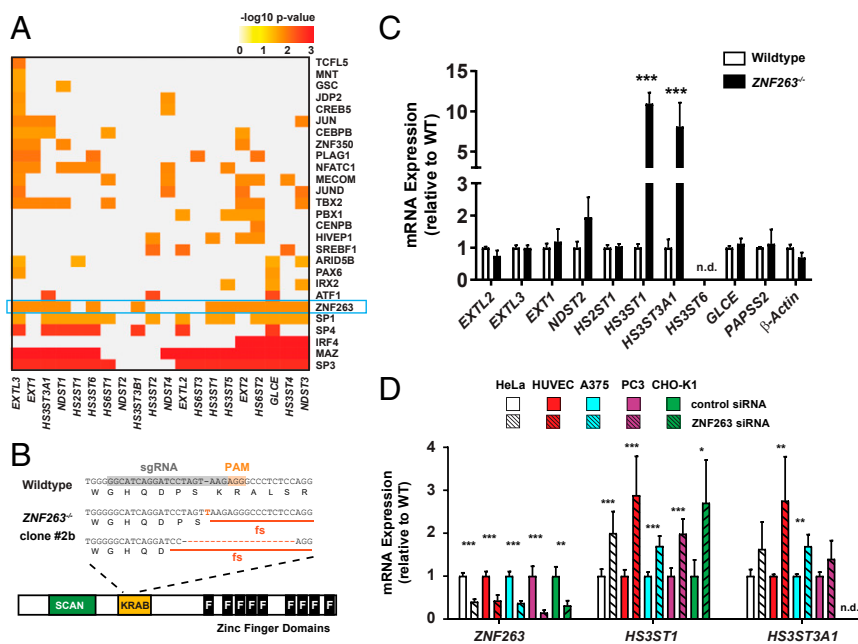 A
-log10 p-value
0 1 2 3
TCFL5
MNT
GSC
JDP2
CREB5
JUN
CEBPB
ZNF350
PLAG1
NFATC1
MECOM
JUND
TBX2
PBX1
CENPB
HIVEP1
SREBF1
ARID5B
PAX6
IRX2
ATF1
ZNF263
SP1
SP4
IRF4
MAZ
SP3
EXTL3
EXT1
HS3ST3A1
NDST1
HS2ST1
HS3ST6
HS6ST1
NDST2
HS3ST3B1
HS3ST2
NDST4
EXTL2
HS6ST3
HS3ST1
HS3ST5
EXT2
HS6ST2
GLCE
HS3ST4
NDST3
B
sgRNA PAM
Wildtype
TGGGGGCATCAGGATCCTAGT-AAGAGGGCCCTCTCCAGG
W G H Q D P S K R A L S R
ZNF263-/-
clone #2b
TGGGGGCATCAGGATCCTAGTTAAGAGGGCCCTCTCCAGG
W G H Q D P S
fs
TGGGGGCATCAGGATCC--------------------AGG
W G H Q D
fs
SCAN KRAB F F F F F F F F F
Zinc Finger Domains
C
Wildtype
ZNF263-/-
mRNA Expression
(relative to WT)
15
10
5
2
1
0
*** ***
n.d.
EXTL2
EXTL3
EXT1
NDST2
HS2ST1
HS3ST1
HS3ST3A1
HS3ST6
GLCE
PAPSS2
β-Actin
D
HeLa HUVEC A375 PC3 CHO-K1
control siRNA
ZNF263 siRNA
mRNA Expression
(relative to WT)
4
3
2
1
0
*** *** *** *** **
*** *** *** *** *
** **
n.d.
ZNF263 HS3ST1 HS3ST3A1